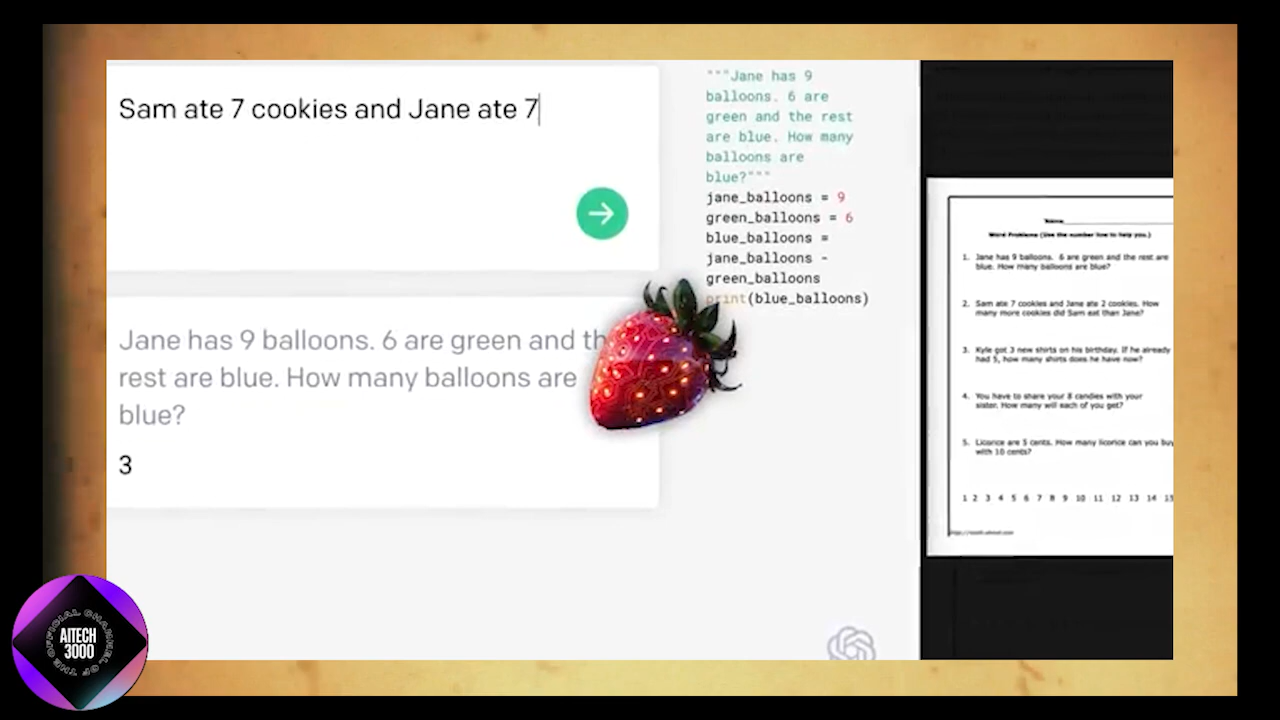 Sam ate 7 cookies and Jane ate 7
Jane has 9 balloons. 6 are green and th
rest are blue. How many balloons are
blue?
3
"""Jane has 9
balloons. 6 are
green and the rest
are blue. How many
balloons are
blue?"""
jane_balloons = 9
green_balloons = 6
blue_balloons =
jane_balloons -
green_balloons
print(blue_balloons)
Name
Word Problems (Use the number line to help you.)
1. Jane has 9 balloons. 6 are green and the rest are
blue. How many balloons are blue?
2. Sam ate 7 cookies and Jane ate 2 cookies. How
many more cookies did Sam eat than Jane?
3. Kyle got 3 new shirts on his birthday. If he already
had 5, how many shirts does he have now?
4. You have to share your 8 candies with your
sister. How many will each of you get?
5. Licorice are 5 cents. How many licorice can you buy
with 10 cents?
1 2 3 4 5 6 7 8 9 10 11 12 13 14 15
THE OFFICIAL CHANNEL OF
AITECH
3000